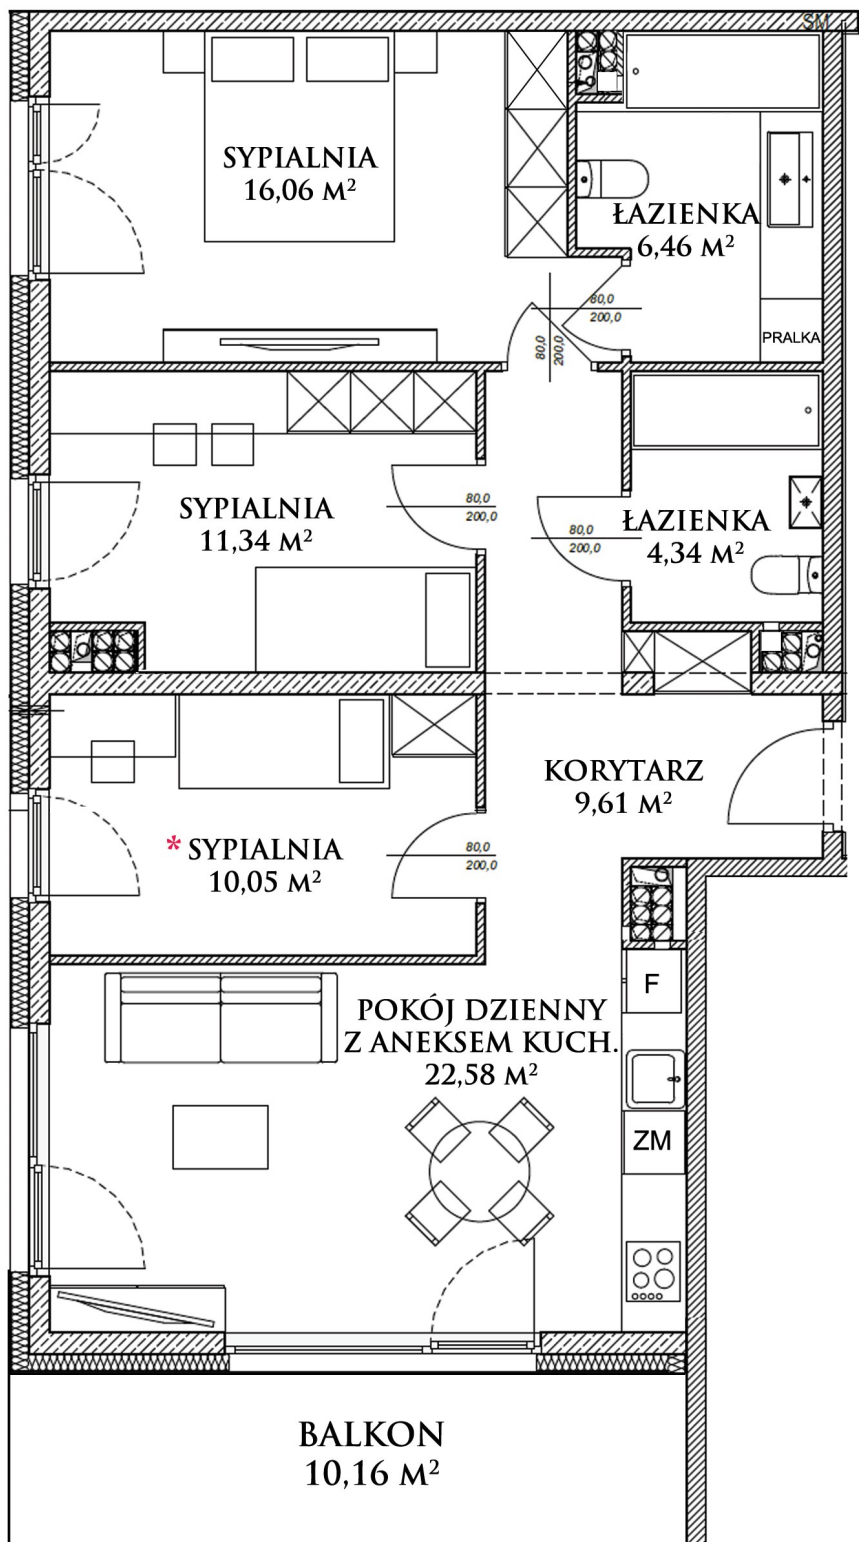 SM
SYPIALNIA
16,06 M²
ŁAZIENKA
6,46 M²
80,0
200,0
80,0
200,0
PRALKA
SYPIALNIA
11,34 M²
80,0
200,0
80,0
200,0
ŁAZIENKA
4,34 M²
KORYTARZ
9,61 M²
* SYPIALNIA
10,05 M²
80,0
200,0
F
POKÓJ DZIENNY
Z ANEKSEM KUCH.
22,58 M²
ZM
BALKON
10,16 M²